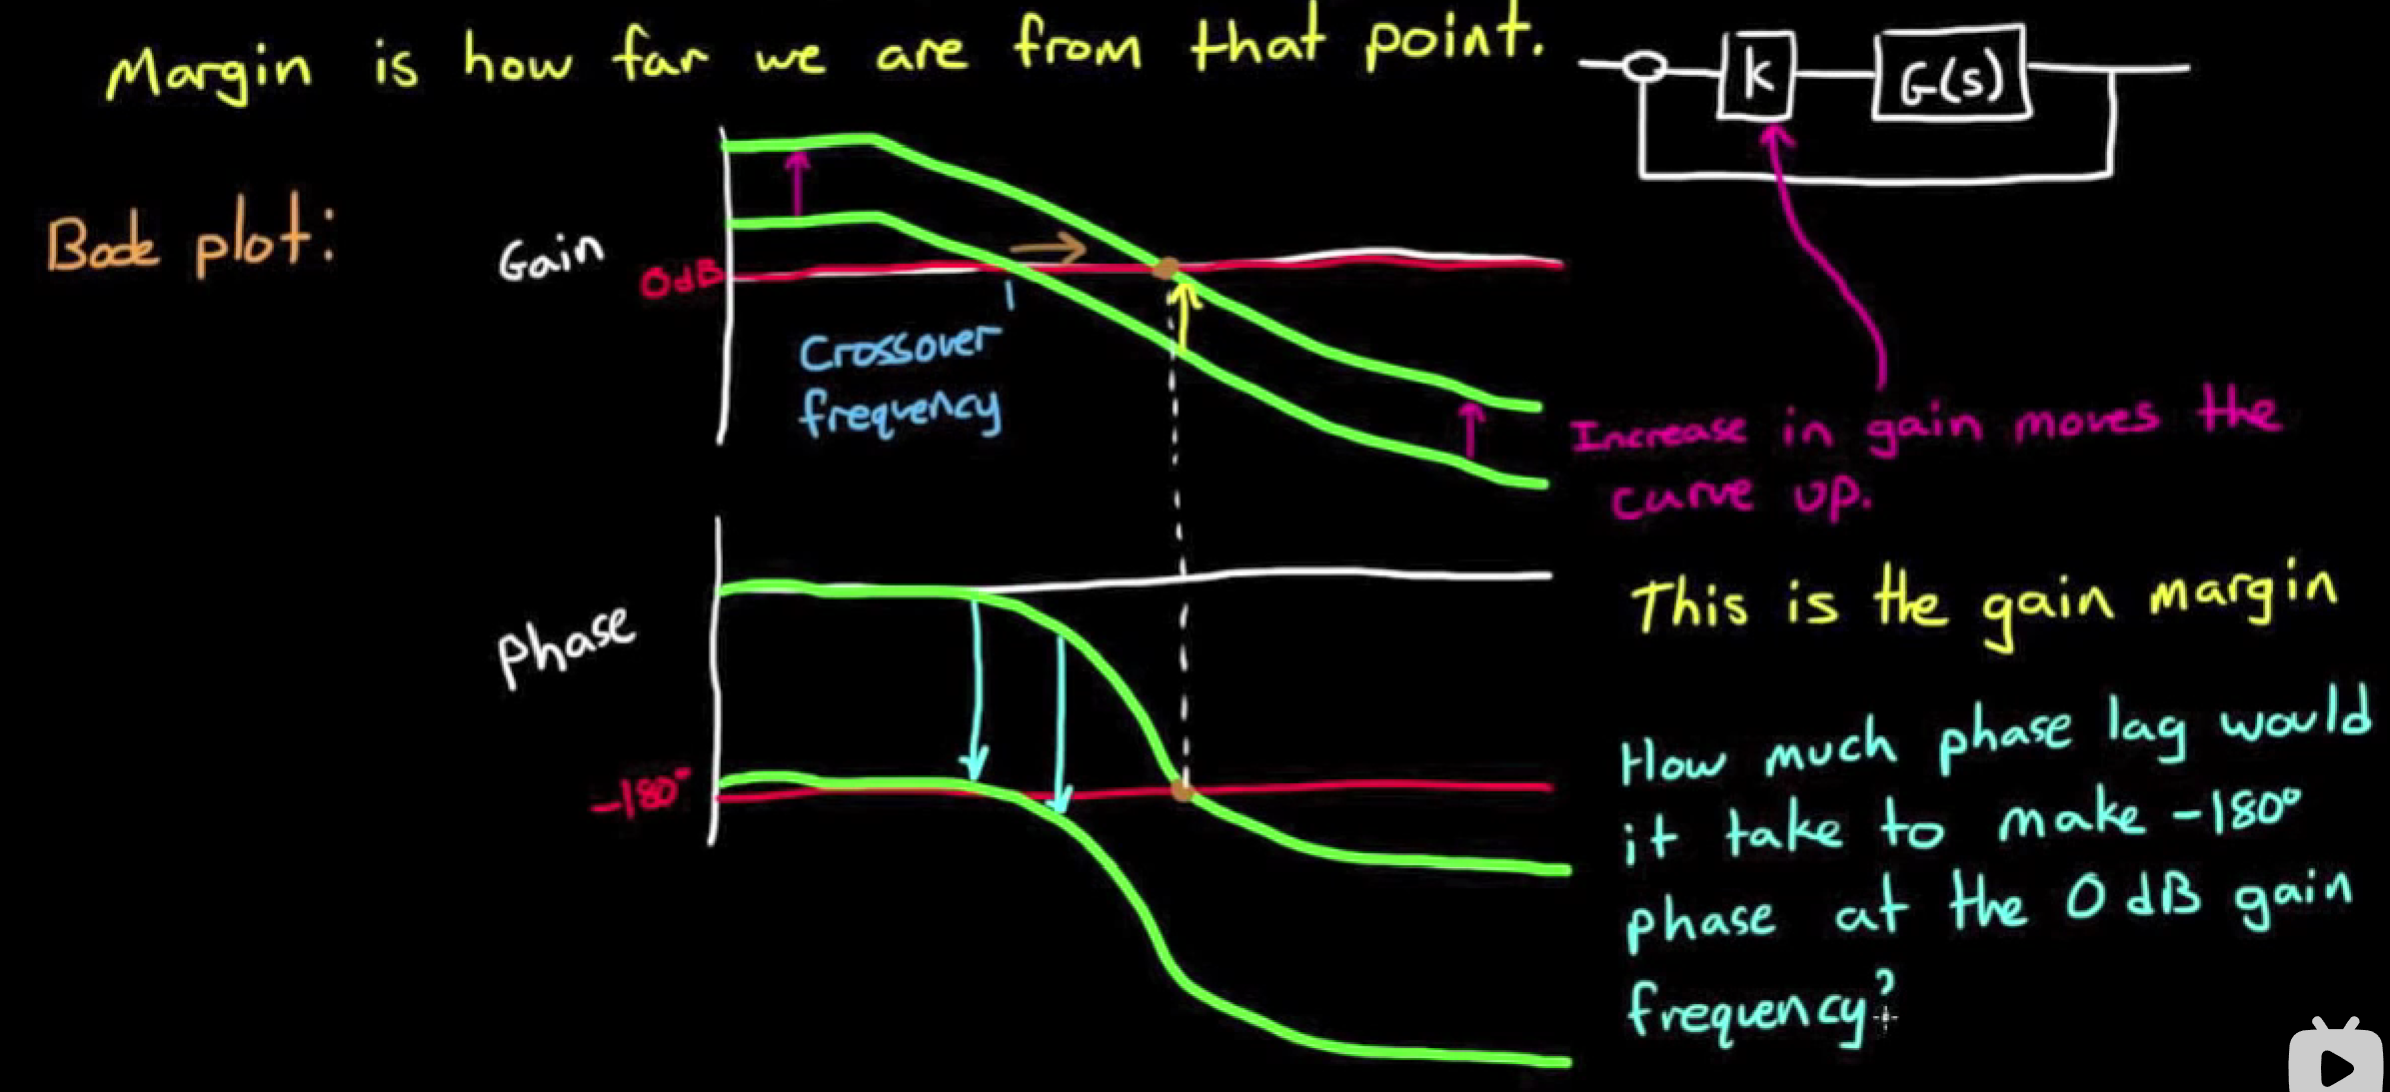 Margin is how far we are from that point.
k
G(s)
Bode plot:
Gain
0dB
Crossover
frequency
Increase in gain moves the
curve up.
Phase
-180°
This is the gain margin
How much phase lag would
it take to make -180°
phase at the 0 dB gain
frequency?